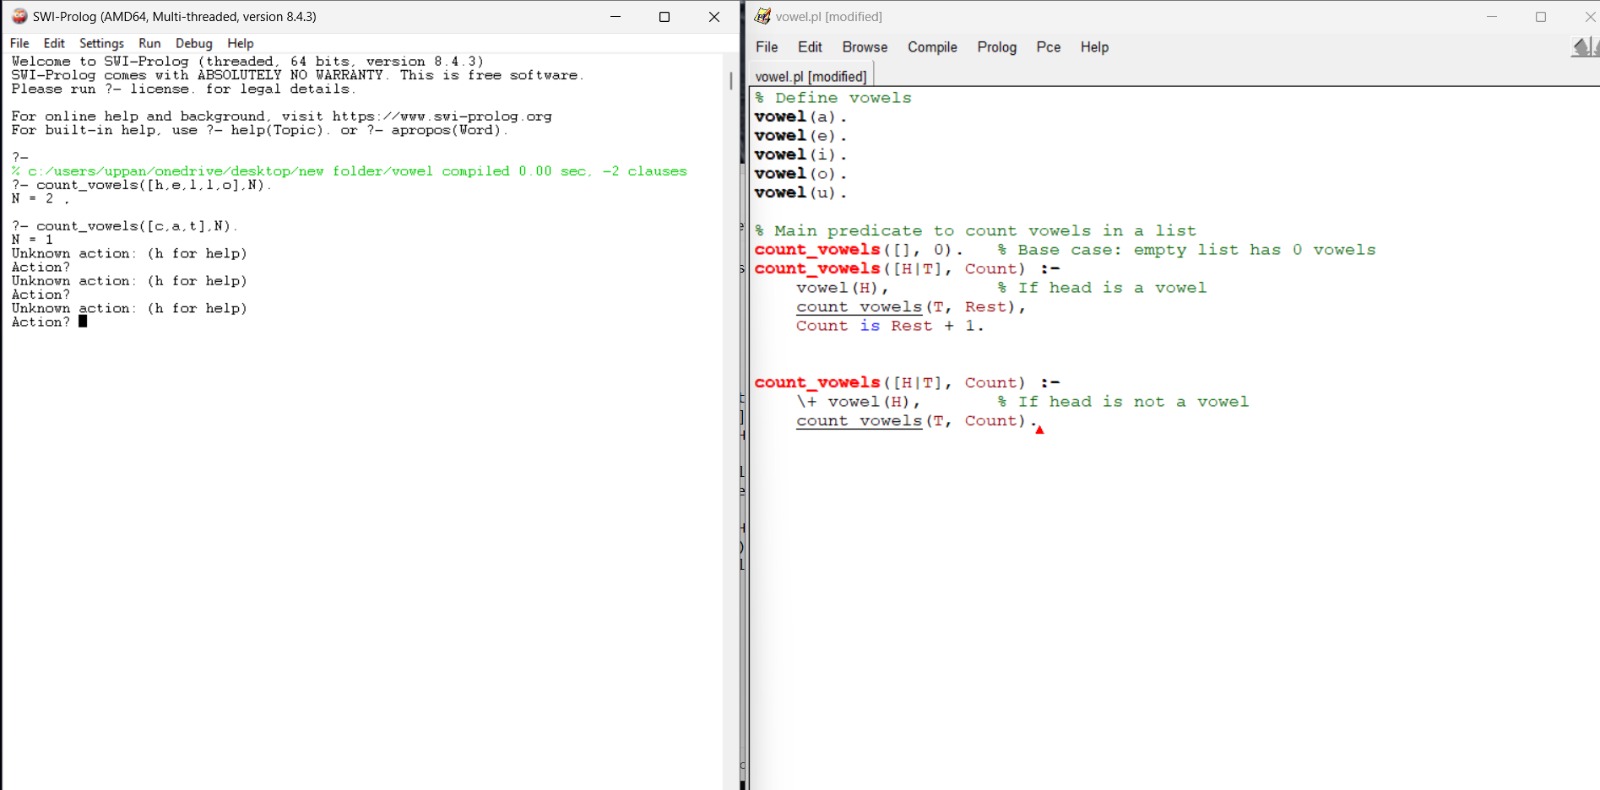 SWI-Prolog (AMD64, Multi-threaded, version 8.4.3)
File Edit Settings Run Debug Help
Welcome to SWI-Prolog (threaded, 64 bits, version 8.4.3)
SWI-Prolog comes with ABSOLUTELY NO WARRANTY. This is free software.
Please run ?- license. for legal details.
For online help and background, visit https://www.swi-prolog.org
For built-in help, use ?- help(Topic). or ?- apropos(Word).
?-
% c:/users/uppan/onedrive/desktop/new folder/vowel compiled 0.00 sec, -2 clauses
?- count_vowels([h,e,l,l,o],N).
N = 2 .
?- count_vowels([c,a,t],N).
N = 1
Unknown action: (h for help)
Action?
Unknown action: (h for help)
Action?
Unknown action: (h for help)
Action?
vowel.pl [modified]
File Edit Browse Compile Prolog Pce Help
vowel.pl [modified]
% Define vowels
vowel(a).
vowel(e).
vowel(i).
vowel(o).
vowel(u).
% Main predicate to count vowels in a list
count_vowels([], 0).   % Base case: empty list has 0 vowels
count_vowels([H|T], Count) :-
    vowel(H),          % If head is a vowel
    count_vowels(T, Rest),
    Count is Rest + 1.
count_vowels([H|T], Count) :-
    \+ vowel(H),       % If head is not a vowel
    count_vowels(T, Count).